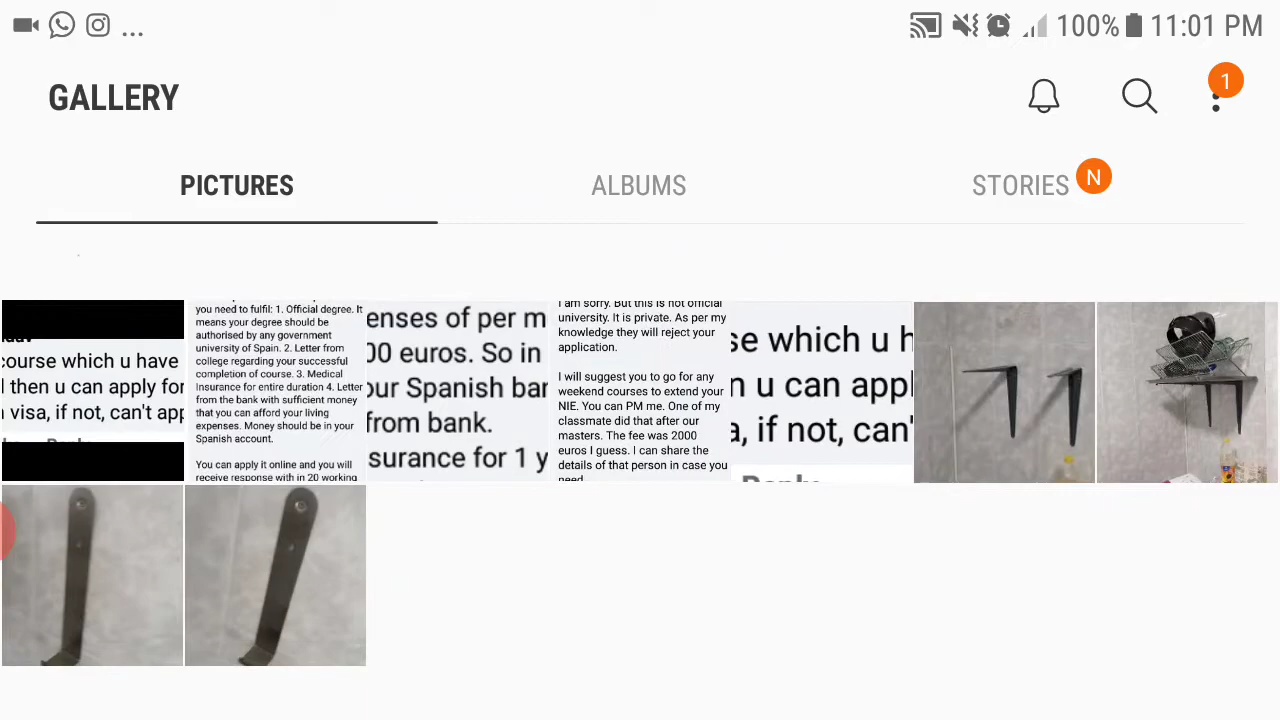 ...
100%
11:01 PM
GALLERY
1
PICTURES
ALBUMS
STORIES
N
course which u have
then u can apply for
visa, if not, can't app
you need to fulfil: 1. Official degree. It
means your degree should be
authorised by any government
university of Spain. 2. Letter from
college regarding your successful
completion of course. 3. Medical
Insurance for entire duration 4. Letter
from the bank with sufficient money
that you can afford your living
expenses. Money should be in your
Spanish account.
You can apply it online and you will
receive response with in 20 working
enses of per m
00 euros. So in
our Spanish ban
from bank.
surance for 1 y
I am sorry. But this is not official
university. It is private. As per my
knowledge they will reject your
application.
I will suggest you to go for any
weekend courses to extend your
NIE. You can PM me. One of my
classmate did that after our
masters. The fee was 2000
euros I guess. I can share the
details of that person in case you
need
se which u h
n u can appl
a, if not, can'